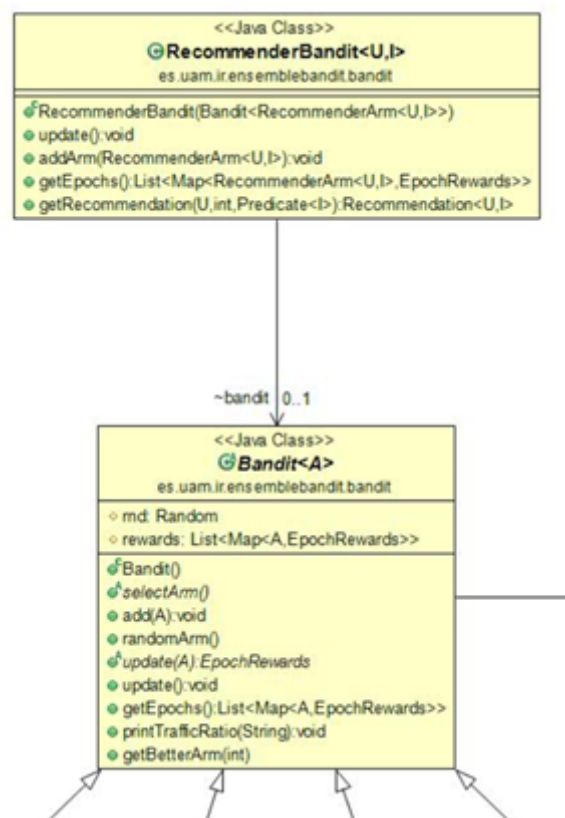 <<Java Class>>
RecommenderBandit<U,I>
es.uam.ir.ensemblebandit.bandit
RecommenderBandit(Bandit<RecommenderArm<U,I>>)
update():void
addArm(RecommenderArm<U,I>):void
getEpochs():List<Map<RecommenderArm<U,I>,EpochRewards>>
getRecommendation(U,int,Predicate<I>):Recommendation<U,I>
~bandit 0..1
<<Java Class>>
Bandit<A>
es.uam.ir.ensemblebandit.bandit
rnd: Random
rewards: List<Map<A,EpochRewards>>
Bandit()
selectArm()
add(A):void
randomArm()
update(A):EpochRewards
update():void
getEpochs():List<Map<A,EpochRewards>>
printTrafficRatio(String):void
getBetterArm(int)